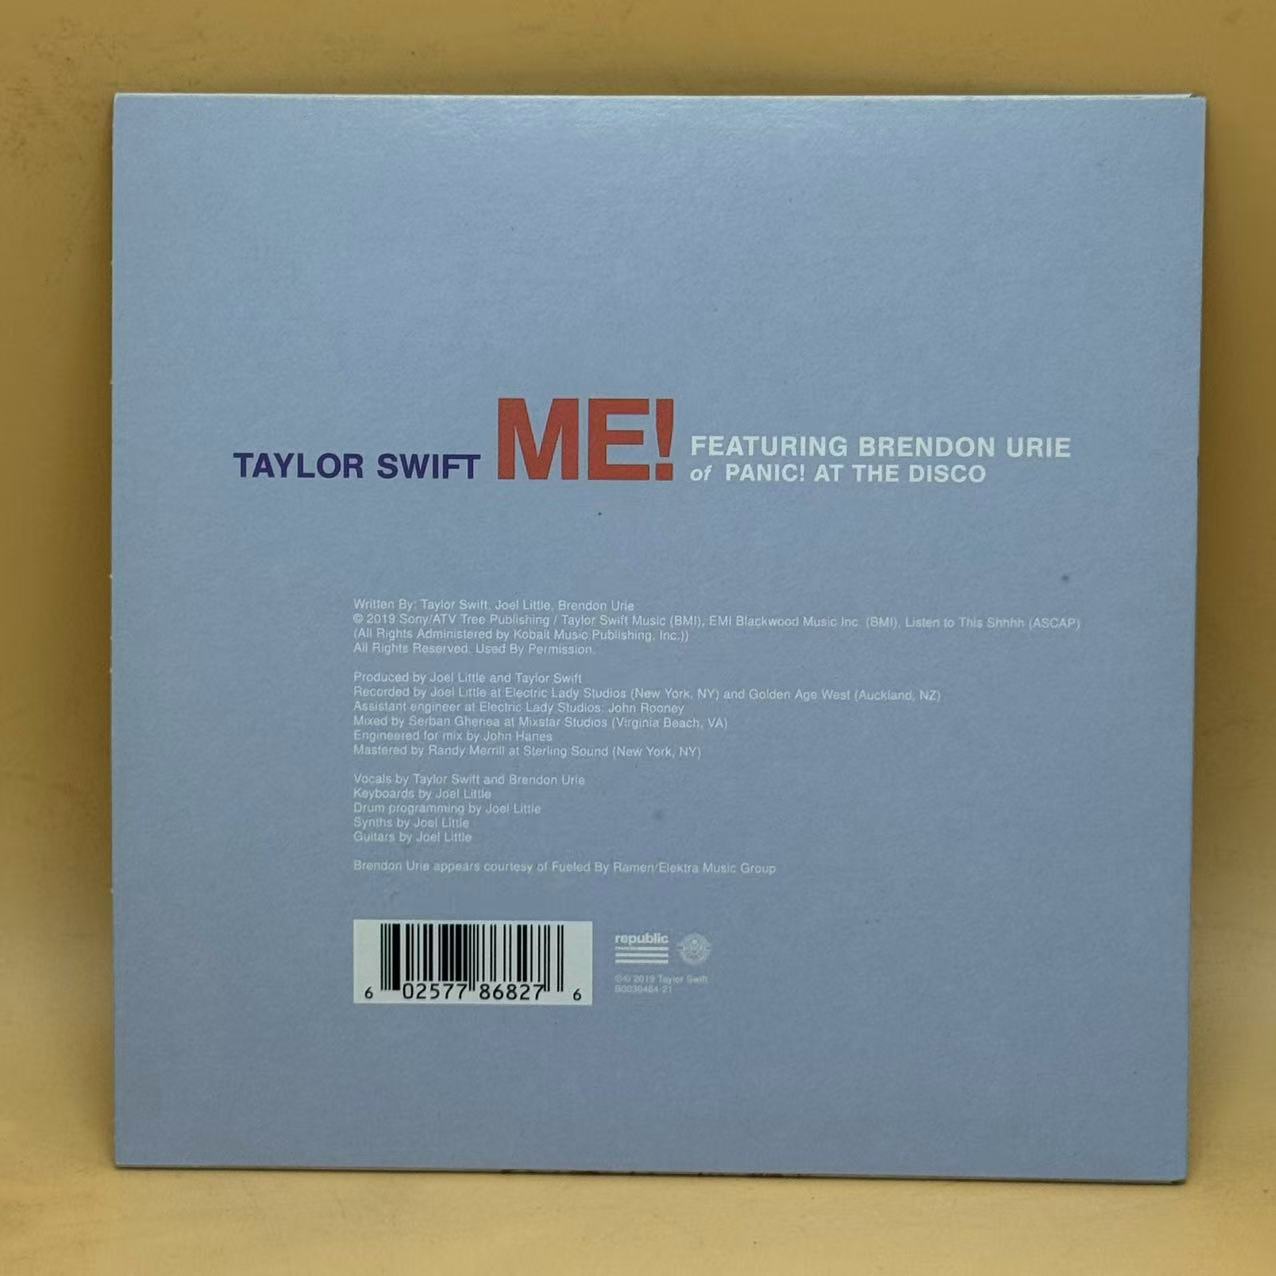 TAYLOR SWIFT ME! FEATURING BRENDON URIE
of PANIC! AT THE DISCO
Written By: Taylor Swift, Joel Little, Brendon Urie
© 2019 Sony/ATV Tree Publishing / Taylor Swift Music (BMI), EMI Blackwood Music Inc. (BMI), Listen to This Shhhh (ASCAP)
(All Rights Administered by Kobalt Music Publishing, Inc.))
All Rights Reserved. Used By Permission.
Produced by Joel Little and Taylor Swift
Recorded by Joel Little at Electric Lady Studios (New York, NY) and Golden Age West (Auckland, NZ)
Assistant engineer at Electric Lady Studios: John Rooney
Mixed by Serban Ghenea at Mixstar Studios (Virginia Beach, VA)
Engineered for mix by John Hanes
Mastered by Randy Merrill at Sterling Sound (New York, NY)
Vocals by Taylor Swift and Brendon Urie
Keyboards by Joel Little
Drum programming by Joel Little
Synths by Joel Little
Guitars by Joel Little
Brendon Urie appears courtesy of Fueled By Ramen/Elektra Music Group
6 02577 86827 6
republic
2019 Taylor Swift